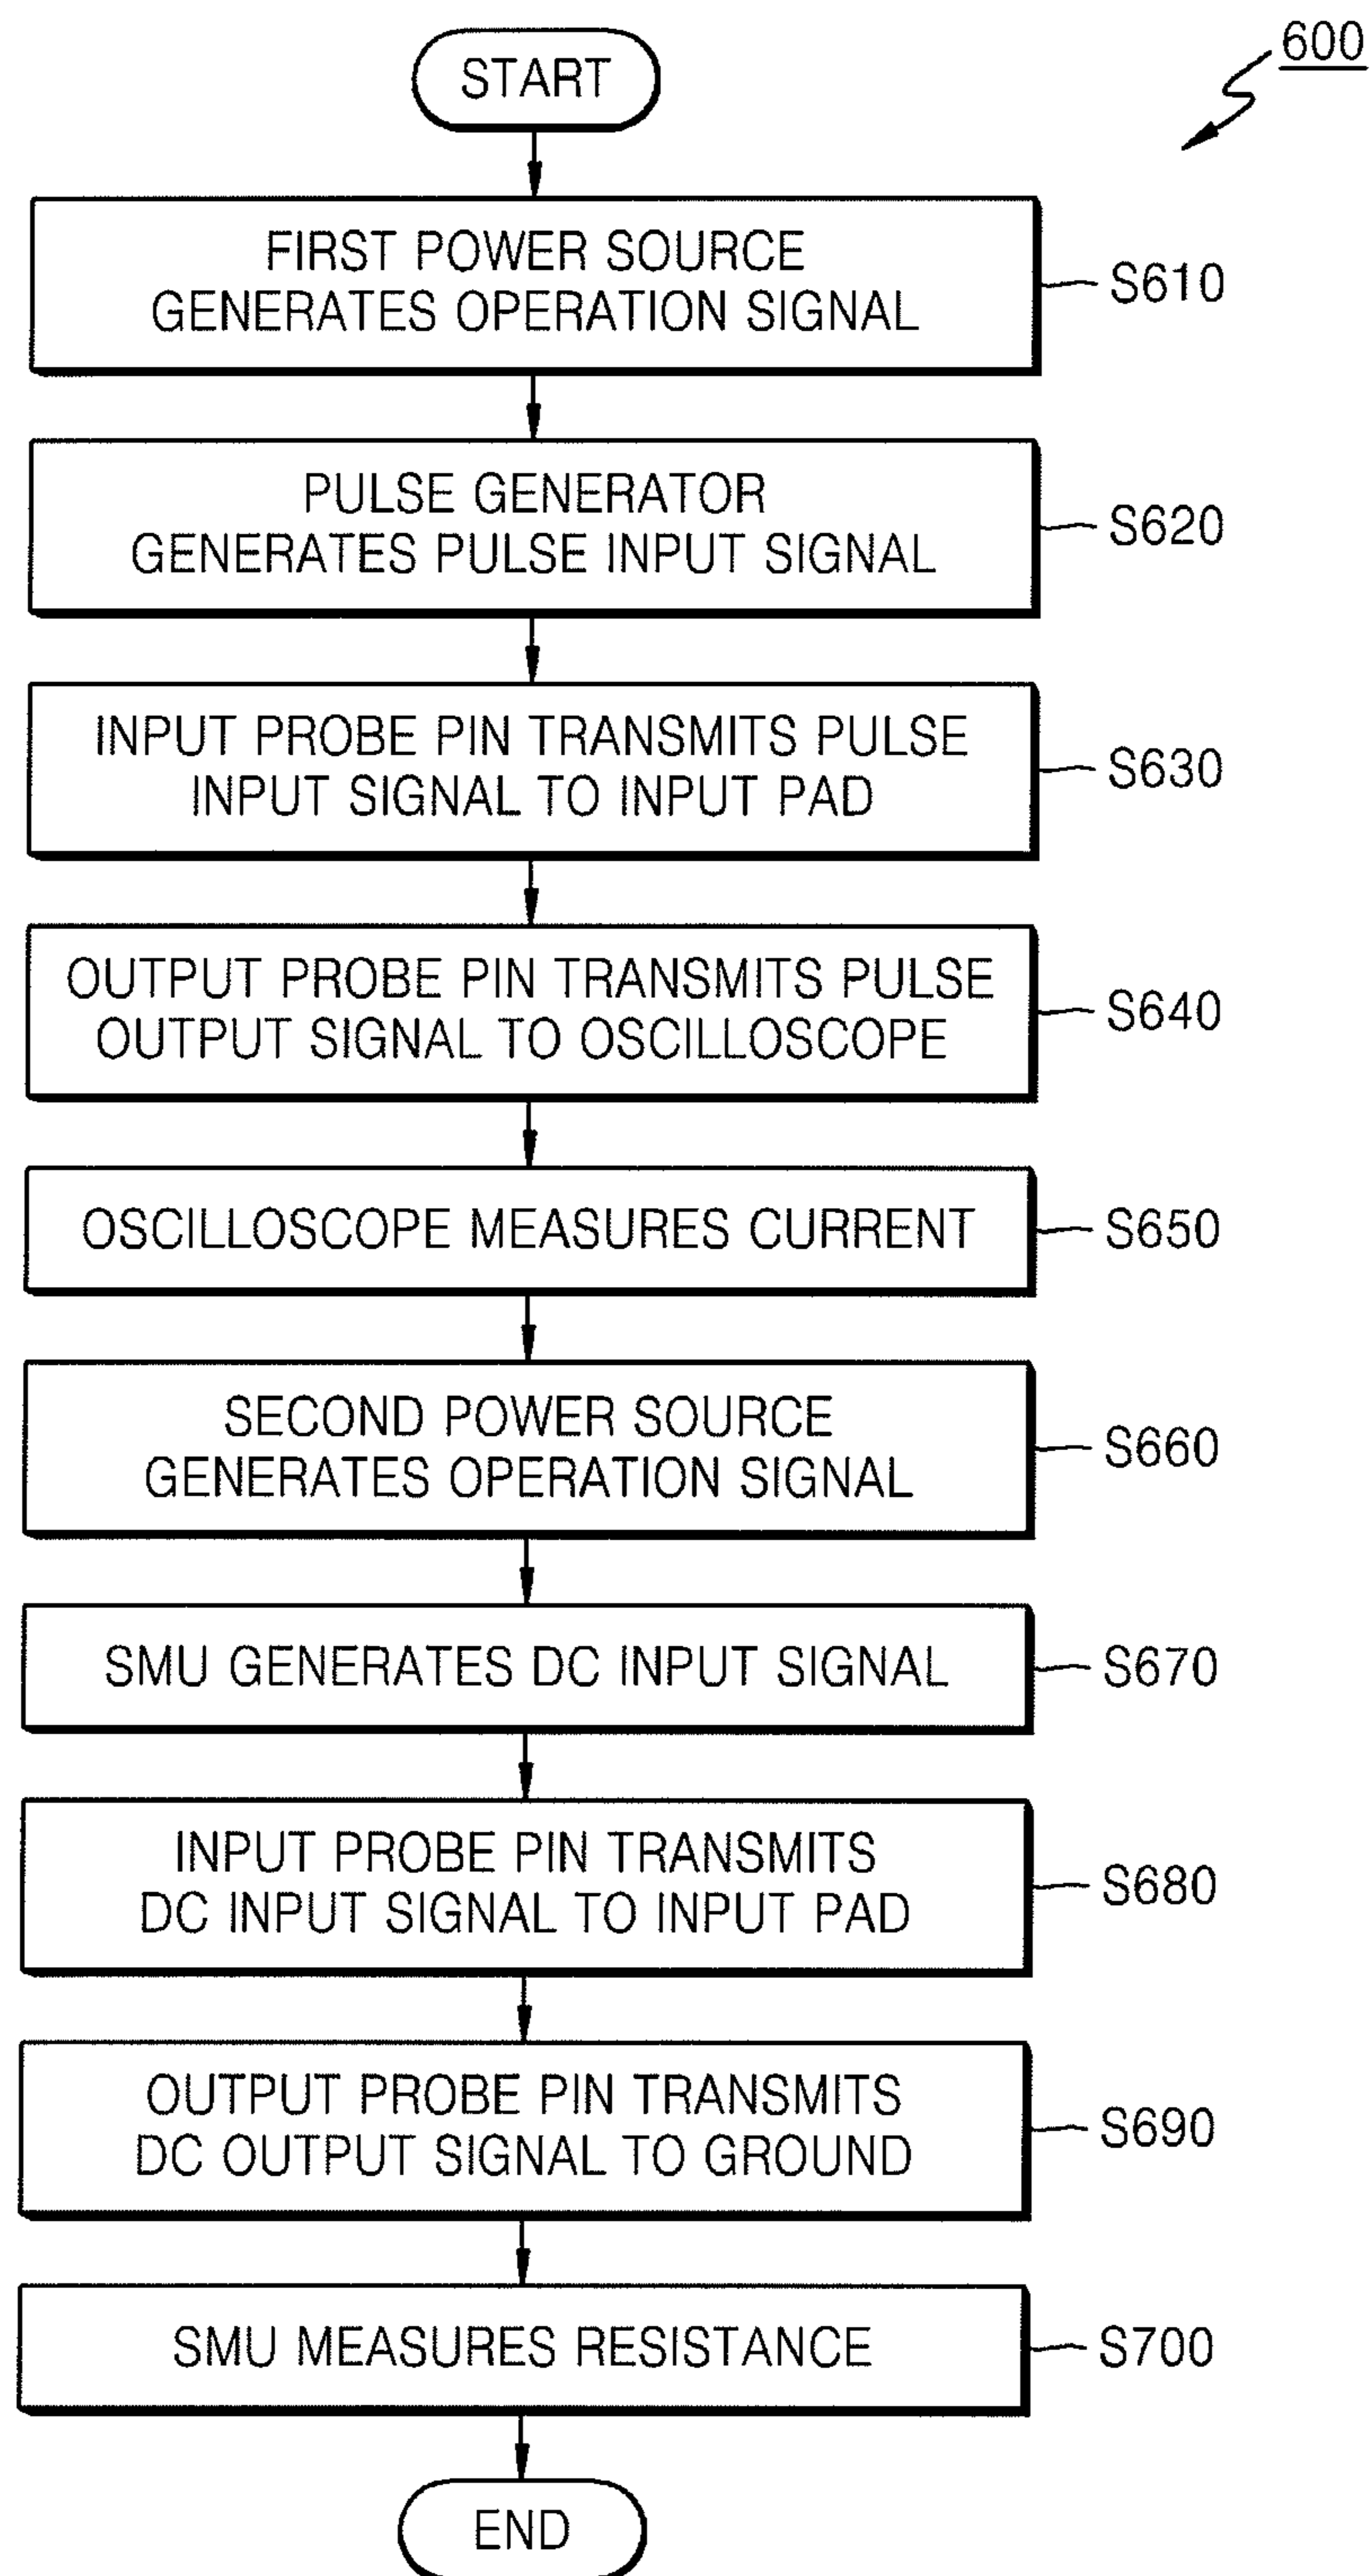 600
START
FIRST POWER SOURCE
GENERATES OPERATION SIGNAL
S610
PULSE GENERATOR
GENERATES PULSE INPUT SIGNAL
S620
INPUT PROBE PIN TRANSMITS PULSE
INPUT SIGNAL TO INPUT PAD
S630
OUTPUT PROBE PIN TRANSMITS PULSE
OUTPUT SIGNAL TO OSCILLOSCOPE
S640
OSCILLOSCOPE MEASURES CURRENT
S650
SECOND POWER SOURCE
GENERATES OPERATION SIGNAL
S660
SMU GENERATES DC INPUT SIGNAL
S670
INPUT PROBE PIN TRANSMITS
DC INPUT SIGNAL TO INPUT PAD
S680
OUTPUT PROBE PIN TRANSMITS
DC OUTPUT SIGNAL TO GROUND
S690
SMU MEASURES RESISTANCE
S700
END